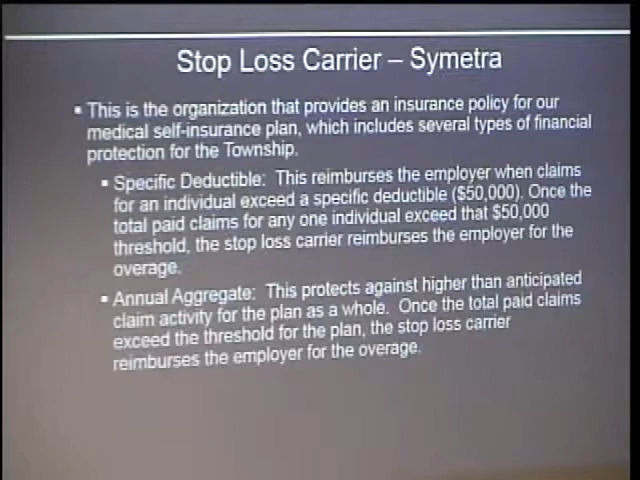 Stop Loss Carrier – Symetra
▪ This is the organization that provides an insurance policy for our
medical self-insurance plan, which includes several types of financial
protection for the Township.
▪ Specific Deductible: This reimburses the employer when claims
for an individual exceed a specific deductible ($50,000). Once the
total paid claims for any one individual exceed that $50,000
threshold, the stop loss carrier reimburses the employer for the
overage.
▪ Annual Aggregate: This protects against higher than anticipated
claim activity for the plan as a whole. Once the total paid claims
exceed the threshold for the plan, the stop loss carrier
reimburses the employer for the overage.